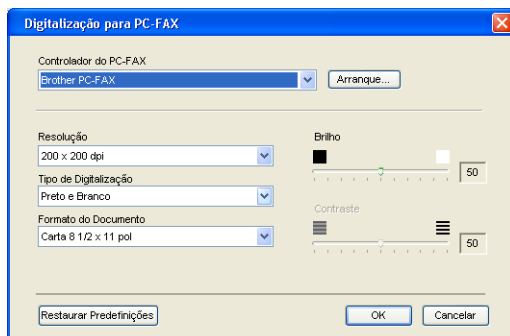 Digitalização para PC-FAX
Controlador do PC-FAX
Brother PC-FAX
Arranque...
Resolução
200 x 200 dpi
Tipo de Digitalização
Preto e Branco
Formato do Documento
Carta 8 1/2 x 11 pol
Brilho
50
Contraste
50
Restaurar Predefinições
OK
Cancelar